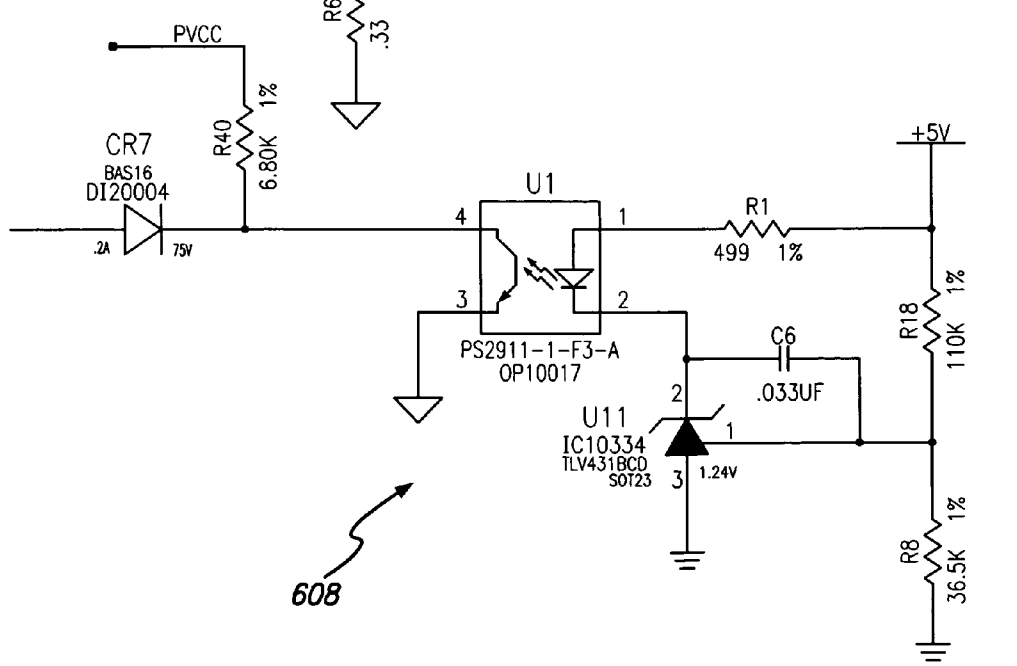 PVCC
R6
.33
R40
6.80K
1%
CR7
BAS16
DI20004
.2A
75V
U1
4
3
1
2
PS2911-1-F3-A
OP10017
R1
499
1%
+5V
R18
110K
1%
C6
.033UF
U11
IC10334
TLV431BCD
SOT23
2
1
3
1.24V
R8
36.5K
1%
608